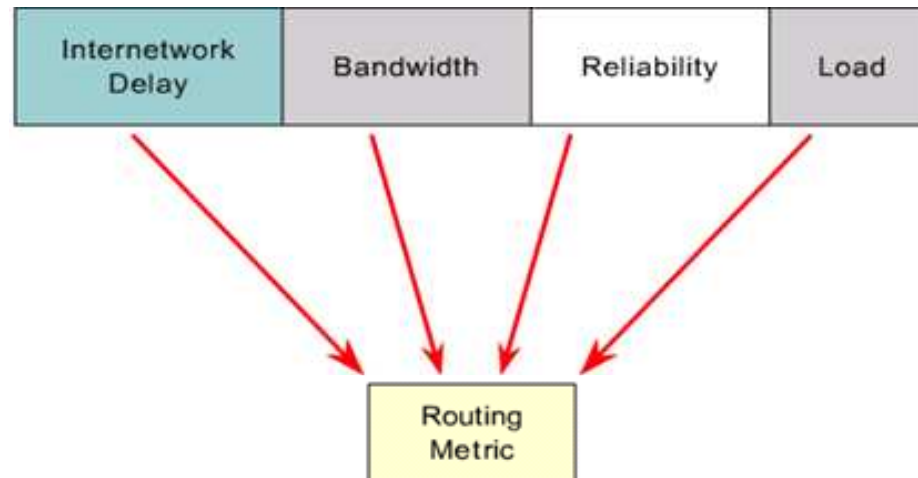 Internetwork
Delay
Bandwidth
Reliability
Load
Routing
Metric